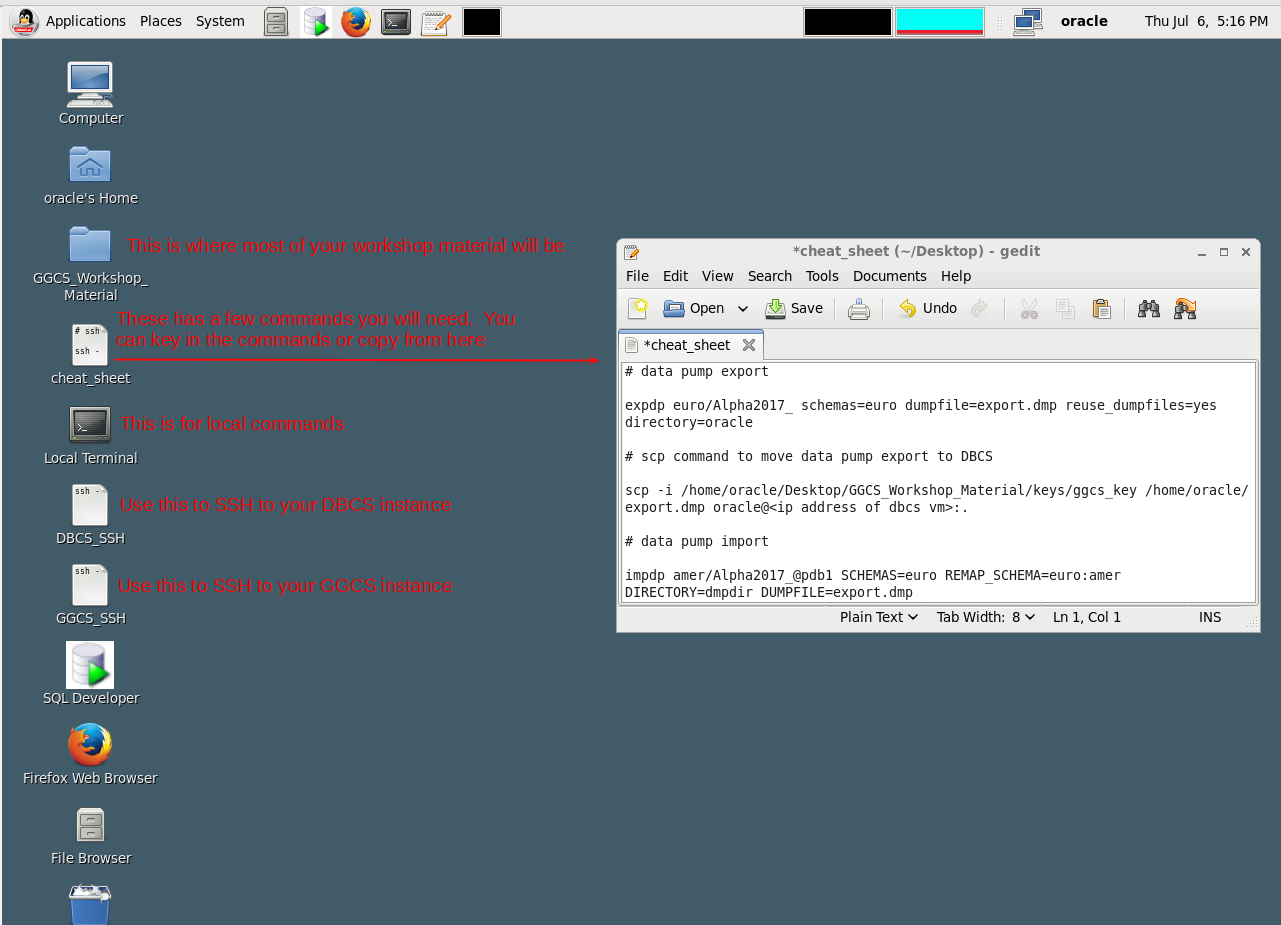 Applications Places System
oracle Thu Jul 6, 5:16 PM
Computer
oracle's Home
This is where most of your workshop material will be
GGCS_Workshop_
Material
# ssh
ssh -
These has a few commands you will need. You
can key in the commands or copy from here
cheat_sheet
This is for local commands
Local Terminal
ssh -
Use this to SSH to your DBCS instance
DBCS_SSH
ssh -
Use this to SSH to your GGCS instance
GGCS_SSH
SQL Developer
Firefox Web Browser
File Browser
*cheat_sheet (~/Desktop) - gedit
File Edit View Search Tools Documents Help
Open Save Undo
*cheat_sheet
# data pump export
expdp euro/Alpha2017_ schemas=euro dumpfile=export.dmp reuse_dumpfiles=yes
directory=oracle
# scp command to move data pump export to DBCS
scp -i /home/oracle/Desktop/GGCS_Workshop_Material/keys/ggcs_key /home/oracle/
export.dmp oracle@<ip address of dbcs vm>:.
# data pump import
impdp amer/Alpha2017_@pdb1 SCHEMAS=euro REMAP_SCHEMA=euro:amer
DIRECTORY=dmpdir DUMPFILE=export.dmp
Plain Text Tab Width: 8 Ln 1, Col 1 INS